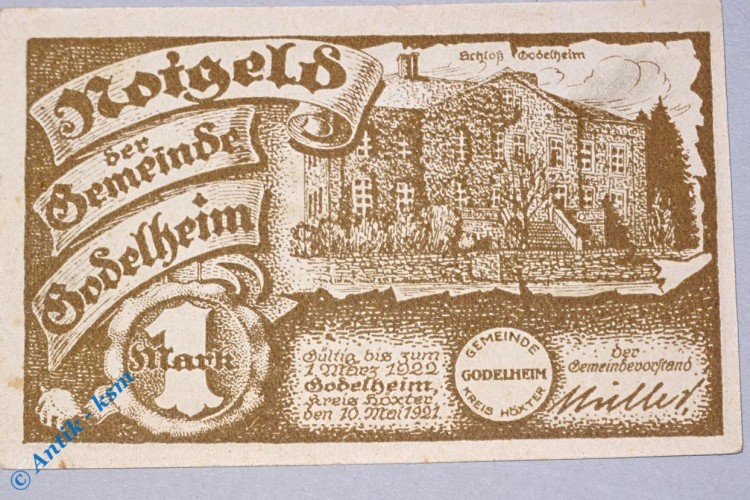 Notgeld
der
Gemeinde
Godelheim
Schloß Godelheim
1
Mark
Gültig bis zum
1 März 1922
Godelheim,
Kreis Höxter
den 10. Mai 1921
GEMEINDE
GODELHEIM
KREIS HÖXTER
der
Gemeindevorstand
Müller
© Antik - ksm